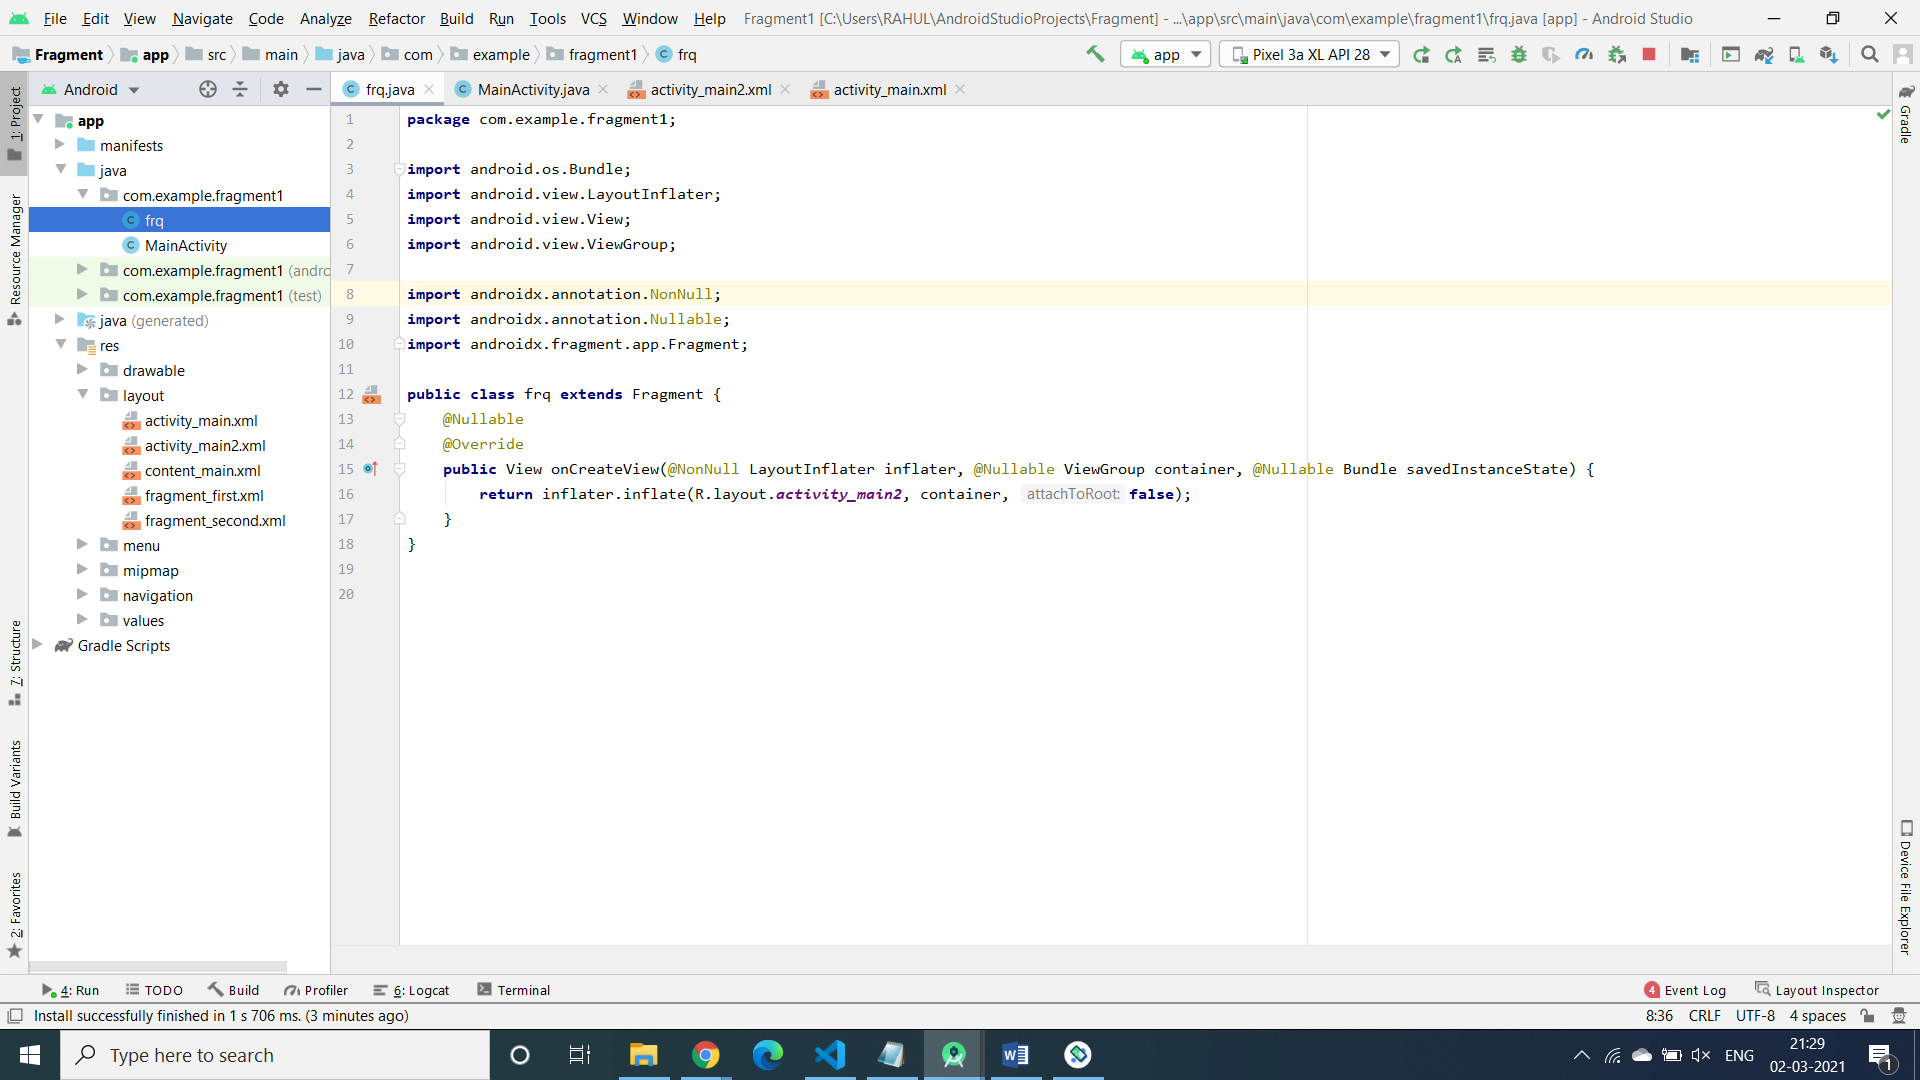 File Edit View Navigate Code Analyze Refactor Build Run Tools VCS Window Help Fragment1 [C:\Users\RAHUL\AndroidStudioProjects\Fragment] - ...\app\src\main\java\com\example\fragment1\frq.java [app] - Android Studio
Fragment app src main java com example fragment1 frq app Pixel 3a XL API 28
Android
frq.java MainActivity.java activity_main2.xml activity_main.xml
1: Project
Resource Manager
7: Structure
Build Variants
2: Favorites
app
manifests
java
com.example.fragment1
frq
MainActivity
com.example.fragment1 (andro
com.example.fragment1 (test)
java (generated)
res
drawable
layout
activity_main.xml
activity_main2.xml
content_main.xml
fragment_first.xml
fragment_second.xml
menu
mipmap
navigation
values
Gradle Scripts
1 package com.example.fragment1;
2
3 import android.os.Bundle;
4 import android.view.LayoutInflater;
5 import android.view.View;
6 import android.view.ViewGroup;
7
8 import androidx.annotation.NonNull;
9 import androidx.annotation.Nullable;
10 import androidx.fragment.app.Fragment;
11
12 public class frq extends Fragment {
13 @Nullable
14 @Override
15 public View onCreateView(@NonNull LayoutInflater inflater, @Nullable ViewGroup container, @Nullable Bundle savedInstanceState) {
16 return inflater.inflate(R.layout.activity_main2, container, attachToRoot: false);
17 }
18 }
19
20
Gradle
Device File Explorer
4: Run TODO Build Profiler 6: Logcat Terminal 4 Event Log Layout Inspector
Install successfully finished in 1 s 706 ms. (3 minutes ago) 8:36 CRLF UTF-8 4 spaces
Type here to search ENG 21:29
02-03-2021 1